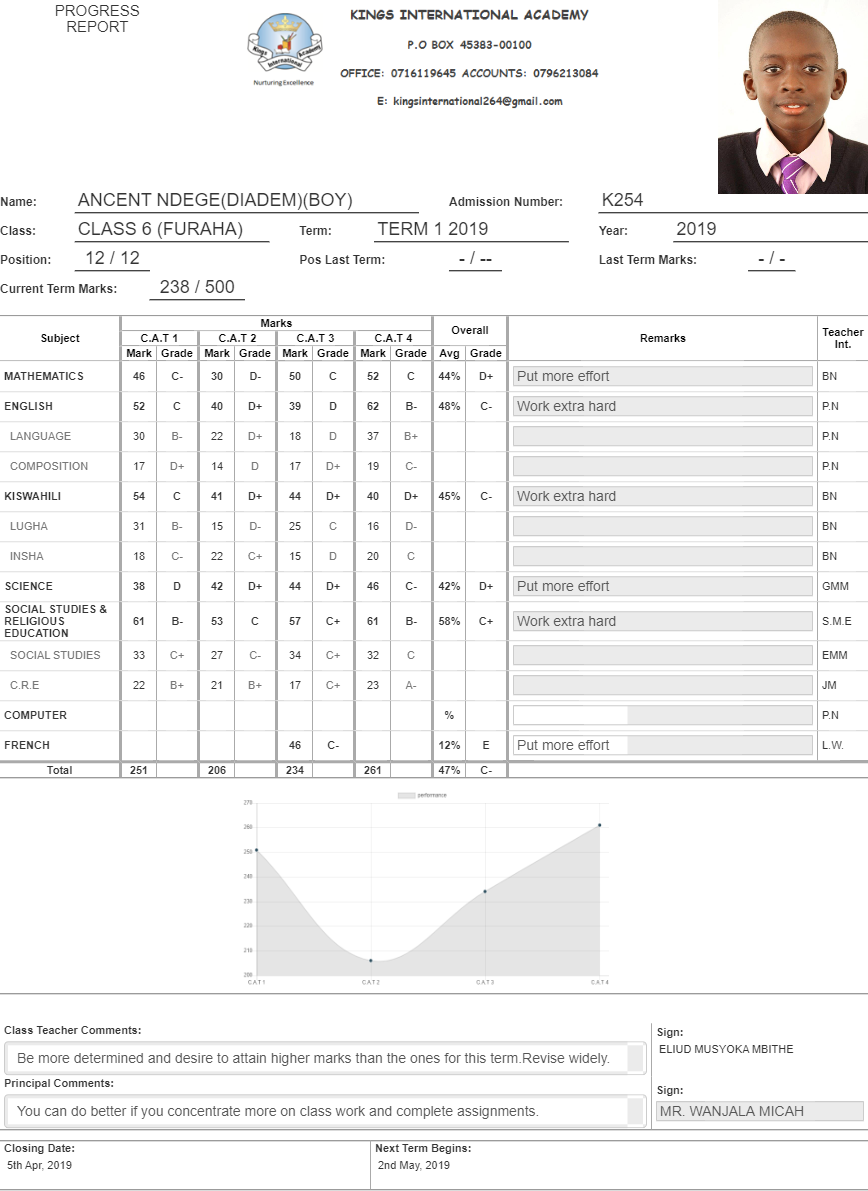 PROGRESS
REPORT
KINGS INTERNATIONAL ACADEMY
P.O BOX 45383-00100
OFFICE: 0716119645 ACCOUNTS: 0796213084
E: kingsinternational264@gmail.com
Kings Academy
International
Nurturing Excellence
Name: ANCENT NDEGE(DIADEM)(BOY) Admission Number: K254
Class: CLASS 6 (FURAHA) Term: TERM 1 2019 Year: 2019
Position: 12 / 12 Pos Last Term: - / -- Last Term Marks: - / -
Current Term Marks: 238 / 500
Subject Marks Overall Remarks Teacher Int.
C.A.T 1 C.A.T 2 C.A.T 3 C.A.T 4
Mark Grade Mark Grade Mark Grade Mark Grade Avg Grade
MATHEMATICS 46 C- 30 D- 50 C 52 C 44% D+ Put more effort BN
ENGLISH 52 C 40 D+ 39 D 62 B- 48% C- Work extra hard P.N
LANGUAGE 30 B- 22 D+ 18 D 37 B+ P.N
COMPOSITION 17 D+ 14 D 17 D+ 19 C- P.N
KISWAHILI 54 C 41 D+ 44 D+ 40 D+ 45% C- Work extra hard BN
LUGHA 31 B- 15 D- 25 C 16 D- BN
INSHA 18 C- 22 C+ 15 D 20 C BN
SCIENCE 38 D 42 D+ 44 D+ 46 C- 42% D+ Put more effort GMM
SOCIAL STUDIES &
RELIGIOUS
EDUCATION 61 B- 53 C 57 C+ 61 B- 58% C+ Work extra hard S.M.E
SOCIAL STUDIES 33 C+ 27 C- 34 C+ 32 C EMM
C.R.E 22 B+ 21 B+ 17 C+ 23 A- JM
COMPUTER % P.N
FRENCH 46 C- 12% E Put more effort L.W.
Total 251 206 234 261 47% C-
performance
270
260
250
240
230
220
210
200
C.A.T 1 C.A.T 2 C.A.T 3 C.A.T 4
Class Teacher Comments:
Be more determined and desire to attain higher marks than the ones for this term.Revise widely.
Sign:
ELIUD MUSYOKA MBITHE
Principal Comments:
You can do better if you concentrate more on class work and complete assignments.
Sign:
MR. WANJALA MICAH
Closing Date:
5th Apr, 2019
Next Term Begins:
2nd May, 2019